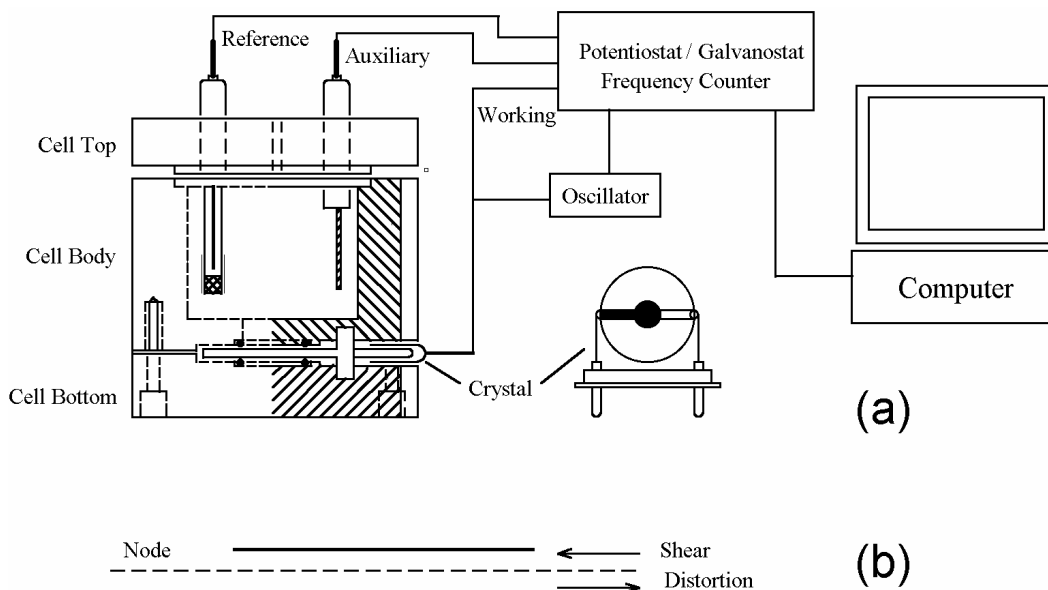 Reference
Auxiliary
Potentiostat / Galvanostat
Frequency Counter
Working
Cell Top
Oscillator
Cell Body
Computer
Crystal
Cell Bottom
(a)
Node
Shear
Distortion
(b)